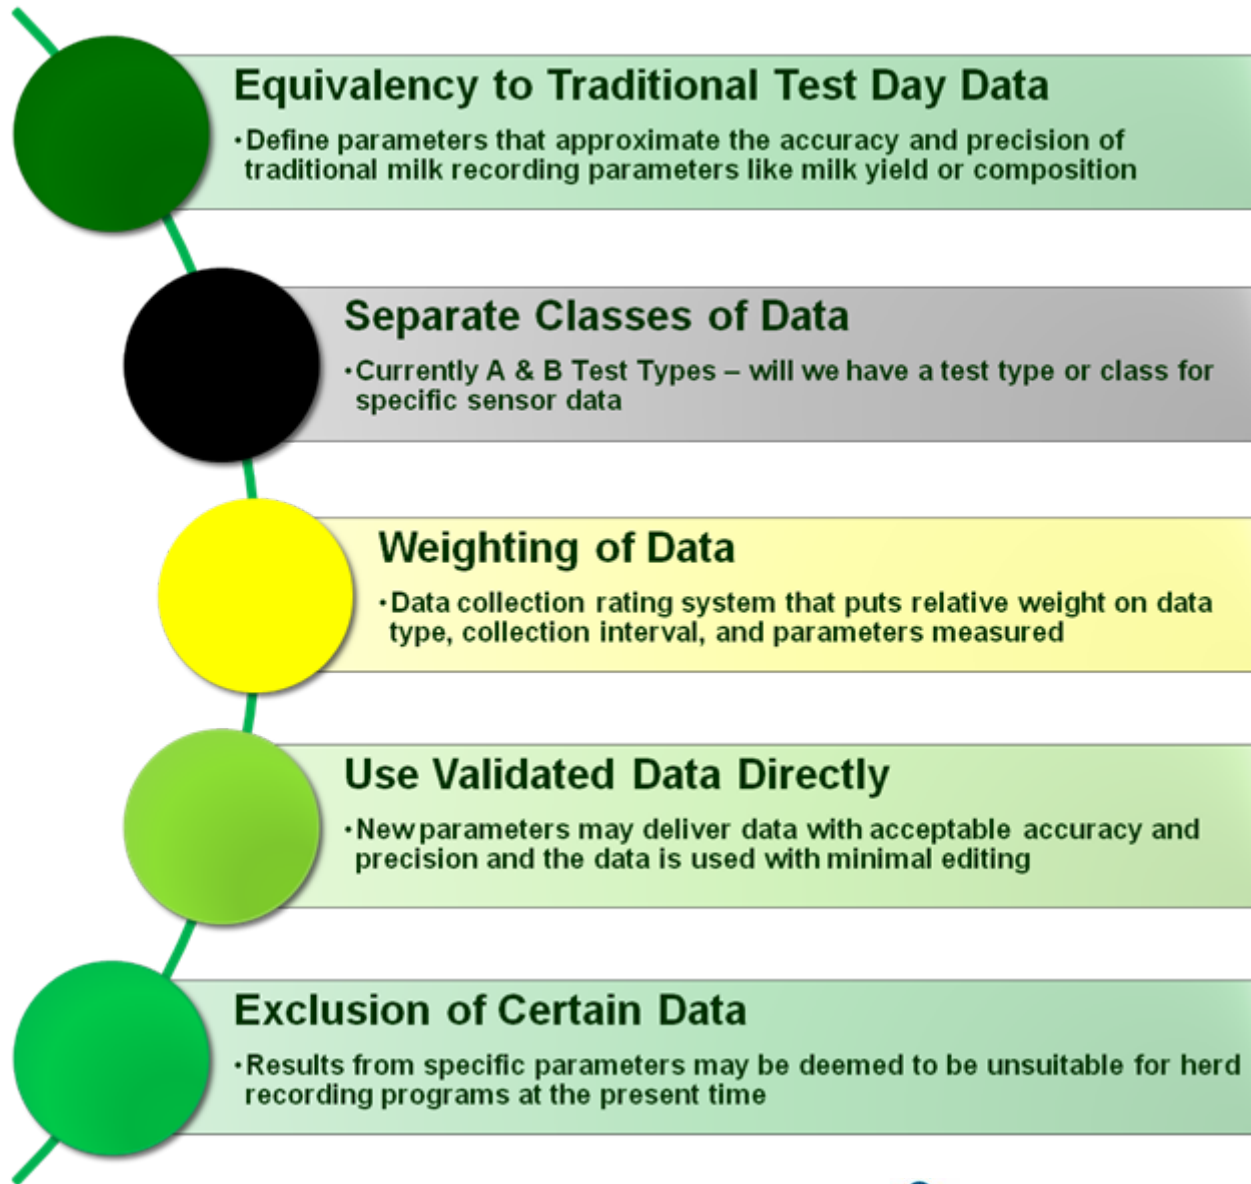 Equivalency to Traditional Test Day Data
•Define parameters that approximate the accuracy and precision of
traditional milk recording parameters like milk yield or composition
Separate Classes of Data
•Currently A & B Test Types – will we have a test type or class for
specific sensor data
Weighting of Data
•Data collection rating system that puts relative weight on data
type, collection interval, and parameters measured
Use Validated Data Directly
•New parameters may deliver data with acceptable accuracy and
precision and the data is used with minimal editing
Exclusion of Certain Data
•Results from specific parameters may be deemed to be unsuitable for herd
recording programs at the present time